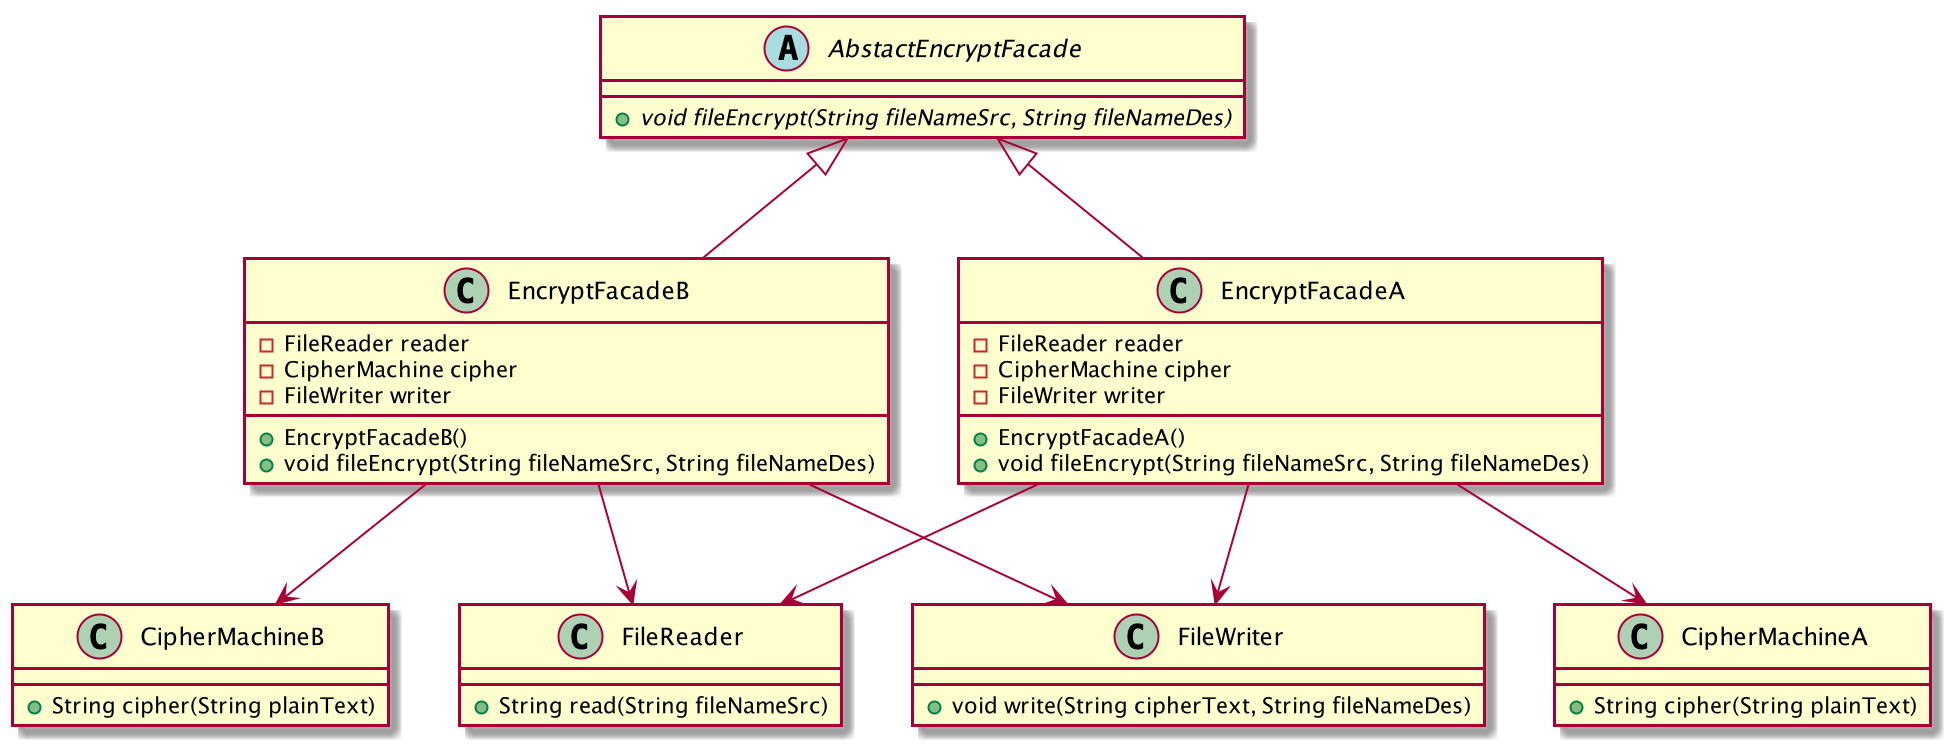 A AbstactEncryptFacade
void fileEncrypt(String fileNameSrc, String fileNameDes)
C EncryptFacadeB
FileReader reader
CipherMachine cipher
FileWriter writer
EncryptFacadeB()
void fileEncrypt(String fileNameSrc, String fileNameDes)
C EncryptFacadeA
FileReader reader
CipherMachine cipher
FileWriter writer
EncryptFacadeA()
void fileEncrypt(String fileNameSrc, String fileNameDes)
C CipherMachineB
String cipher(String plainText)
C FileReader
String read(String fileNameSrc)
C FileWriter
void write(String cipherText, String fileNameDes)
C CipherMachineA
String cipher(String plainText)